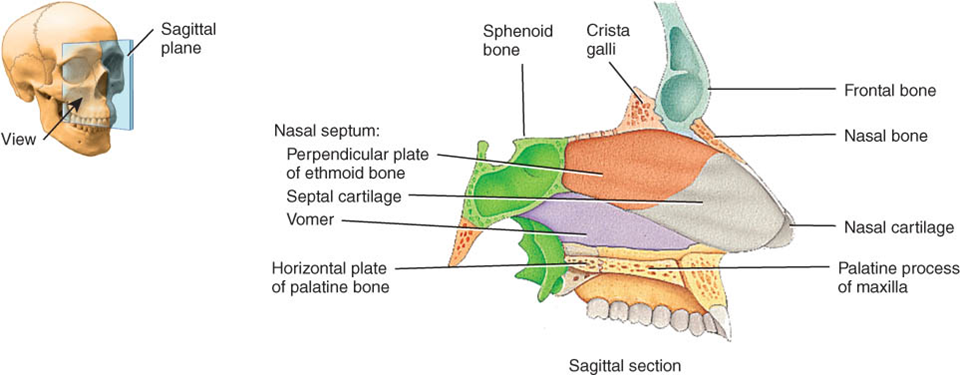 Sagittal
plane
View
Sphenoid
bone
Crista
galli
Frontal bone
Nasal bone
Nasal septum:
Perpendicular plate
of ethmoid bone
Septal cartilage
Vomer
Nasal cartilage
Horizontal plate
of palatine bone
Palatine process
of maxilla
Sagittal section